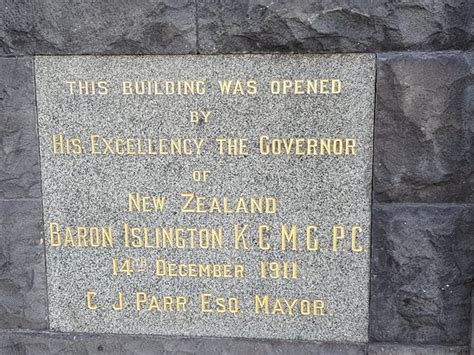 This building was opened
by
His Excellency the Governor
of
New Zealand
Baron Islington K.C.M.G. P.C.
14th December 1911
C. J. Parr Esq. Mayor.